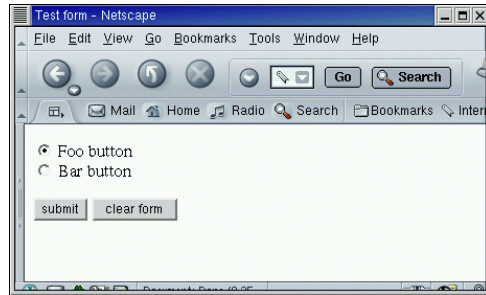 Test form - Netscape
File Edit View Go Bookmarks Tools Window Help
Go Search
Mail Home Radio Search Bookmarks
Foo button
Bar button
submit clear form